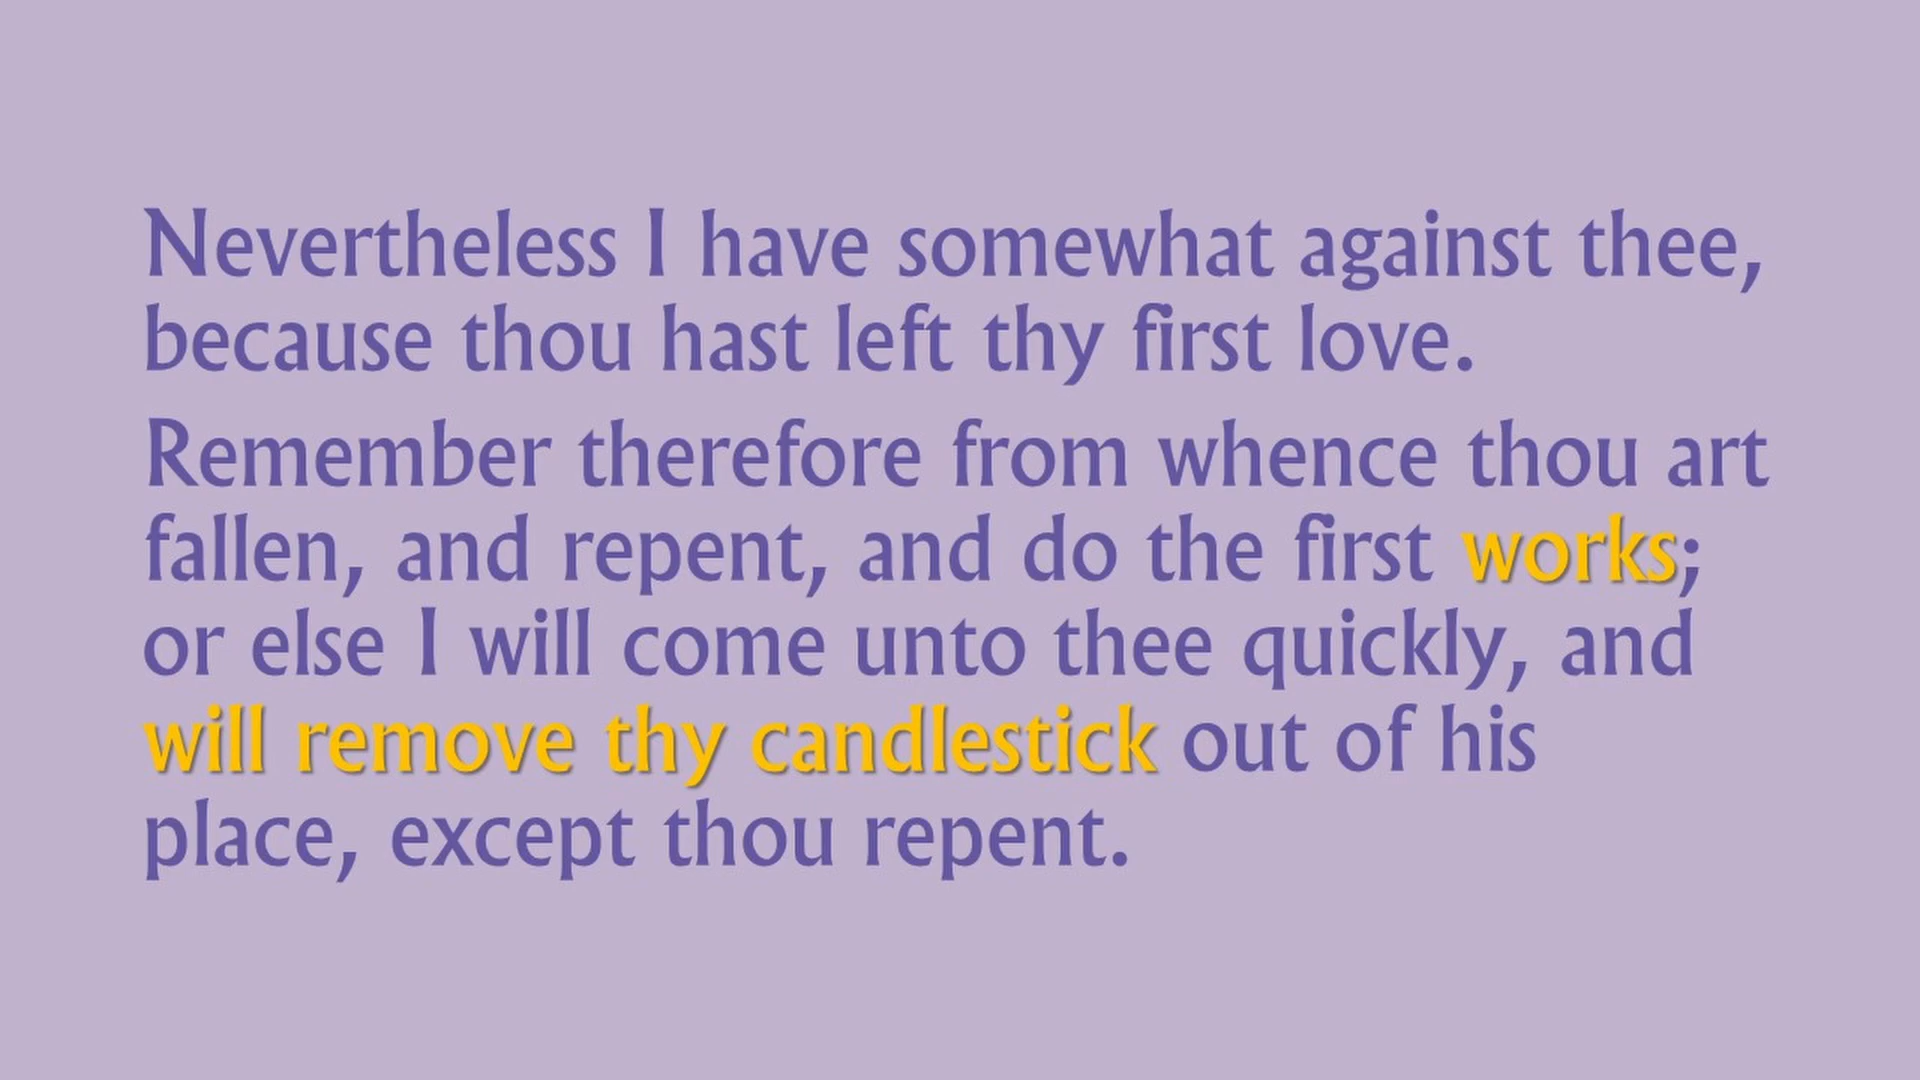 Nevertheless I have somewhat against thee,
because thou hast left thy first love.
Remember therefore from whence thou art
fallen, and repent, and do the first works;
or else I will come unto thee quickly, and
will remove thy candlestick out of his
place, except thou repent.